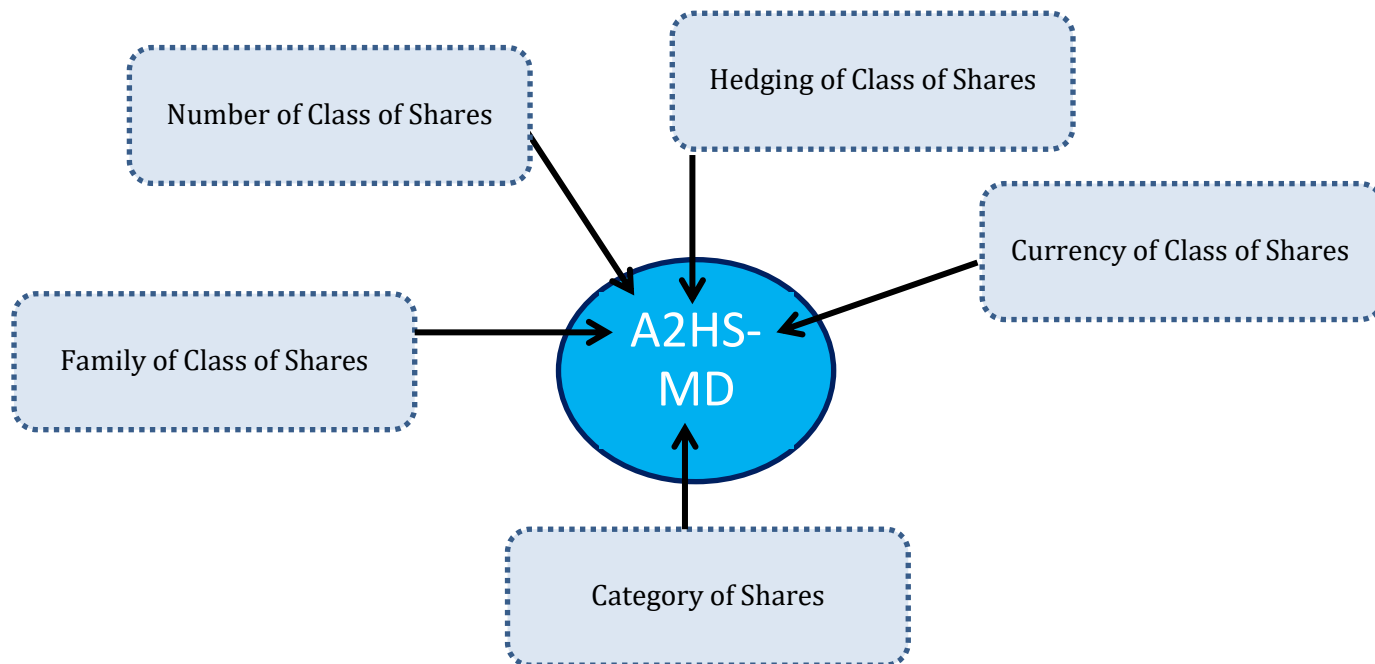 Hedging of Class of Shares
Number of Class of Shares
Currency of Class of Shares
Family of Class of Shares
A2HS-
MD
Category of Shares